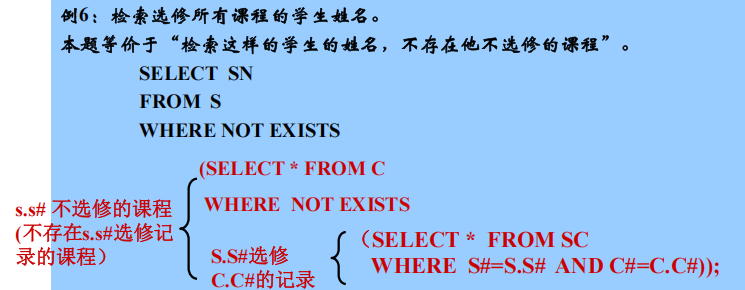 例6：检索选修所有课程的学生姓名。
本题等价于“检索这样的学生的姓名，不存在他不选修的课程”。
SELECT SN
FROM S
WHERE NOT EXISTS
(SELECT * FROM C
WHERE NOT EXISTS
s.s# 不选修的课程
(不存在s.s#选修记
录的课程）
S.S#选修
C.C#的记录
（SELECT * FROM SC
WHERE S#=S.S# AND C#=C.C#));